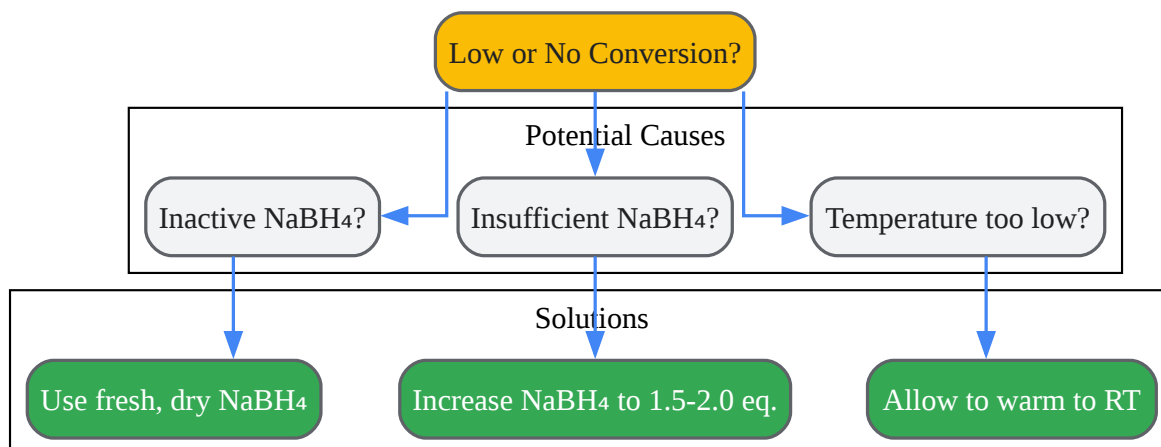 Low or No Conversion?
Potential Causes
Inactive NaBH₄?
Insufficient NaBH₄?
Temperature too low?
Solutions
Use fresh, dry NaBH₄
Increase NaBH₄ to 1.5-2.0 eq.
Allow to warm to RT